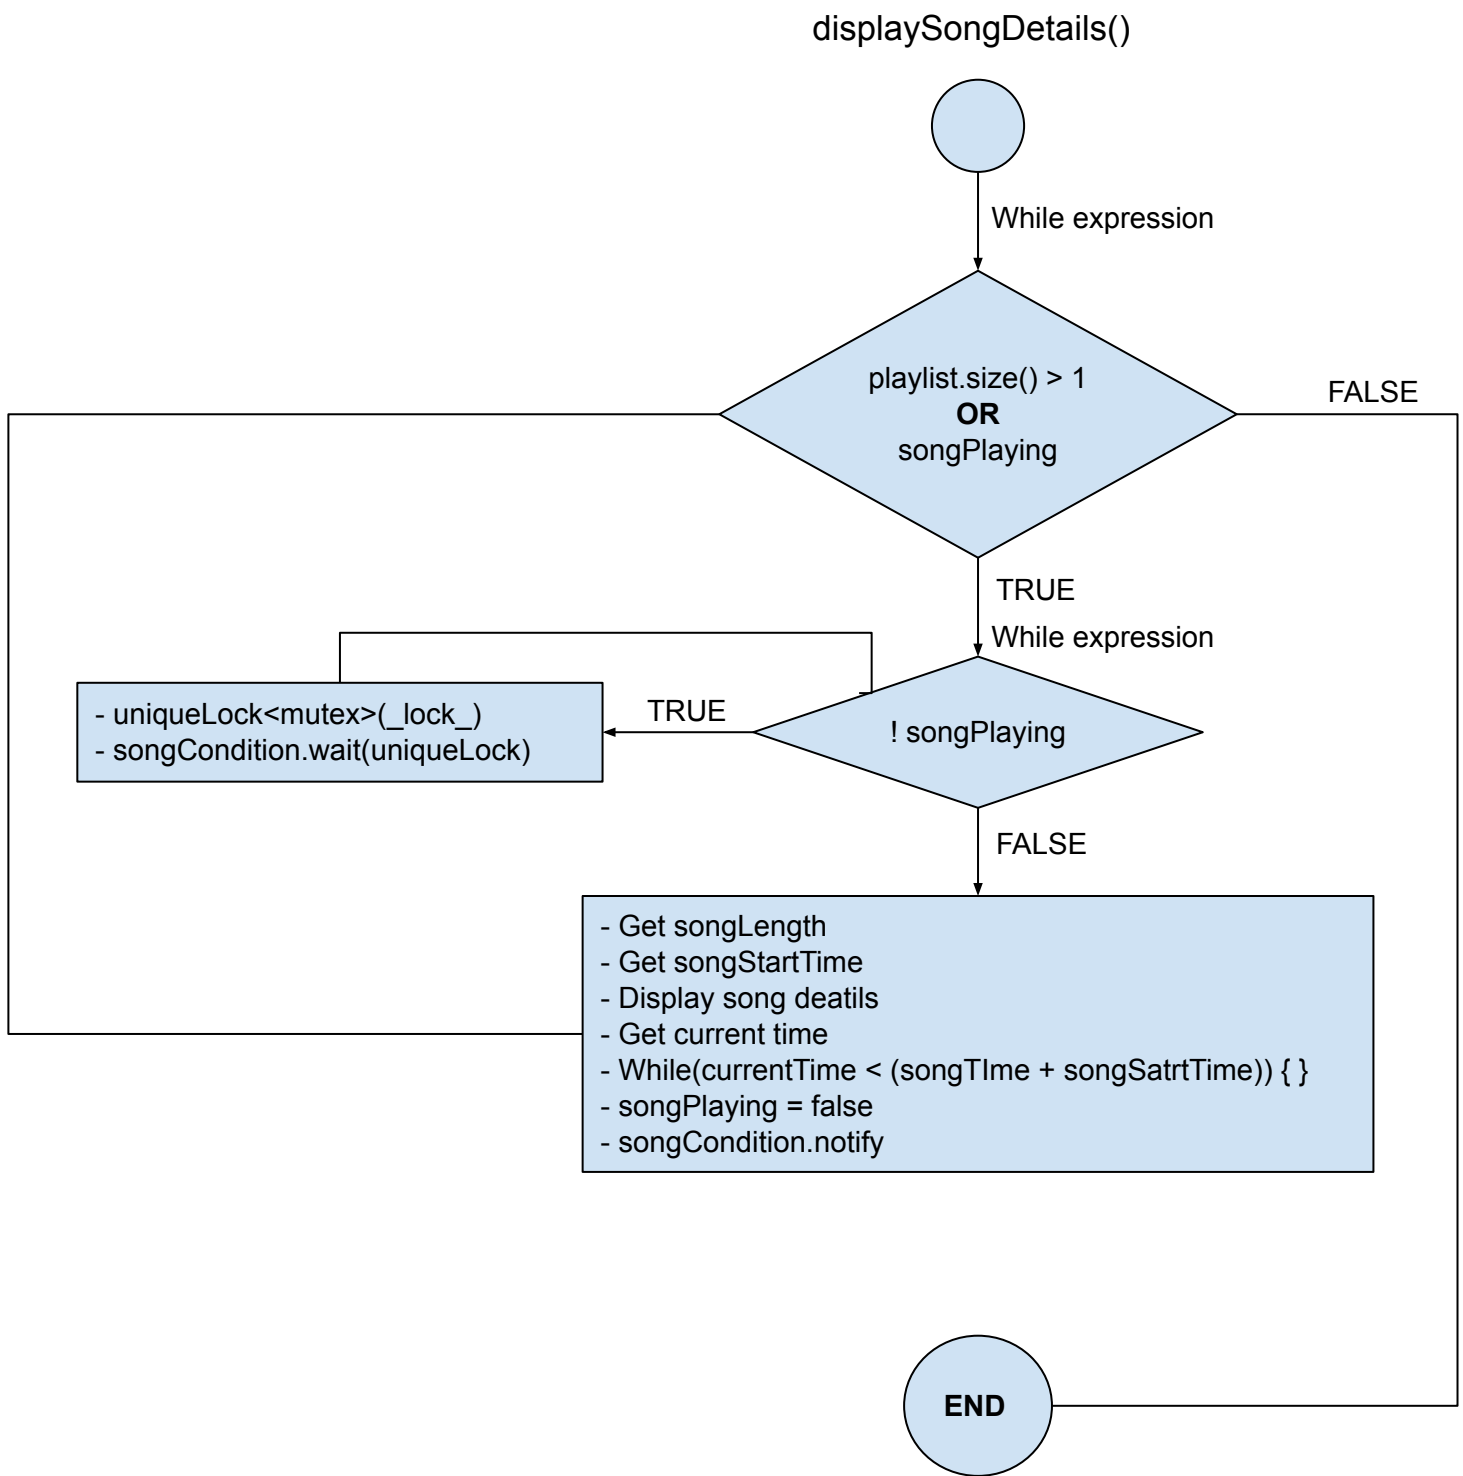 displaySongDetails()
While expression
playlist.size() > 1
OR
songPlaying
FALSE
TRUE
While expression
- uniqueLock<mutex>(_lock_)
- songCondition.wait(uniqueLock)
TRUE
! songPlaying
FALSE
- Get songLength
- Get songStartTime
- Display song deatils
- Get current time
- While(currentTime < (songTIme + songSatrtTime)) { }
- songPlaying = false
- songCondition.notify
END